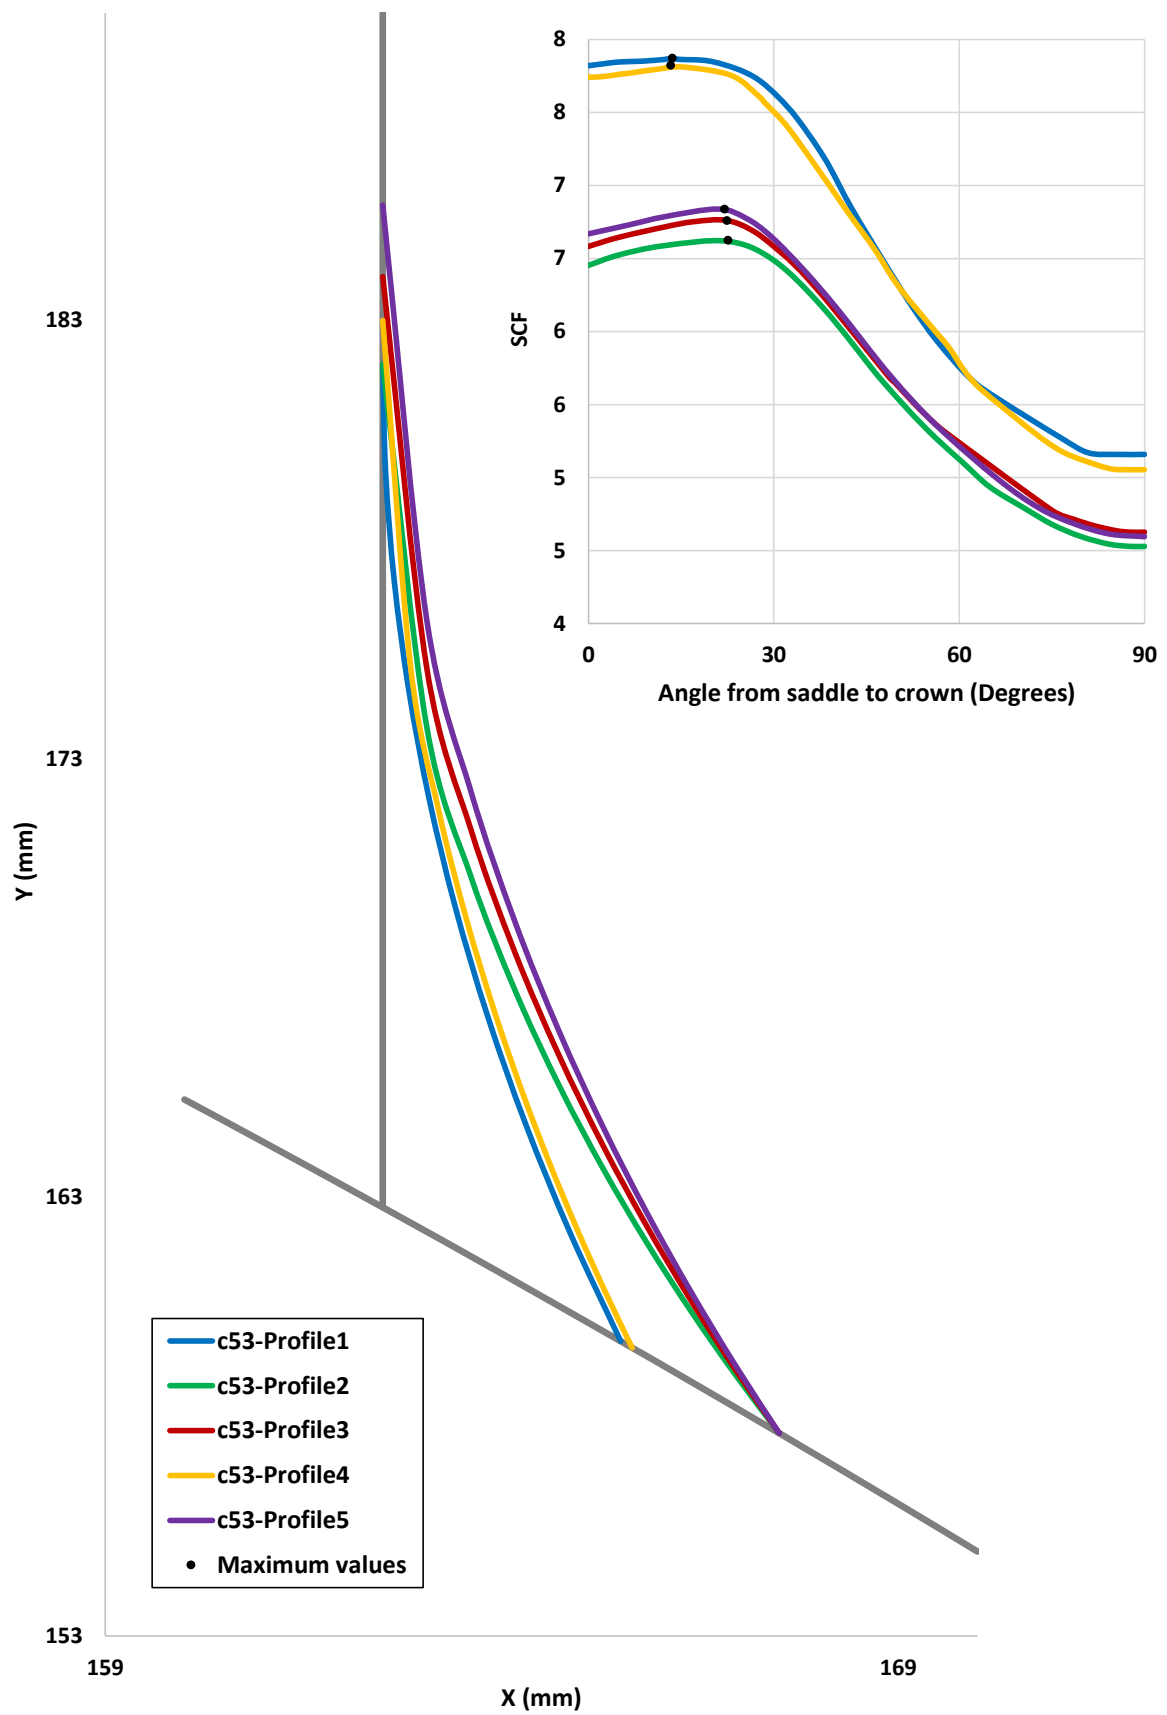 8
8
7
7
6
6
5
5
4
SCF
0 30 60 90
Angle from saddle to crown (Degrees)
183
173
163
153
Y (mm)
c53-Profile1
c53-Profile2
c53-Profile3
c53-Profile4
c53-Profile5
Maximum values
159 169
X (mm)